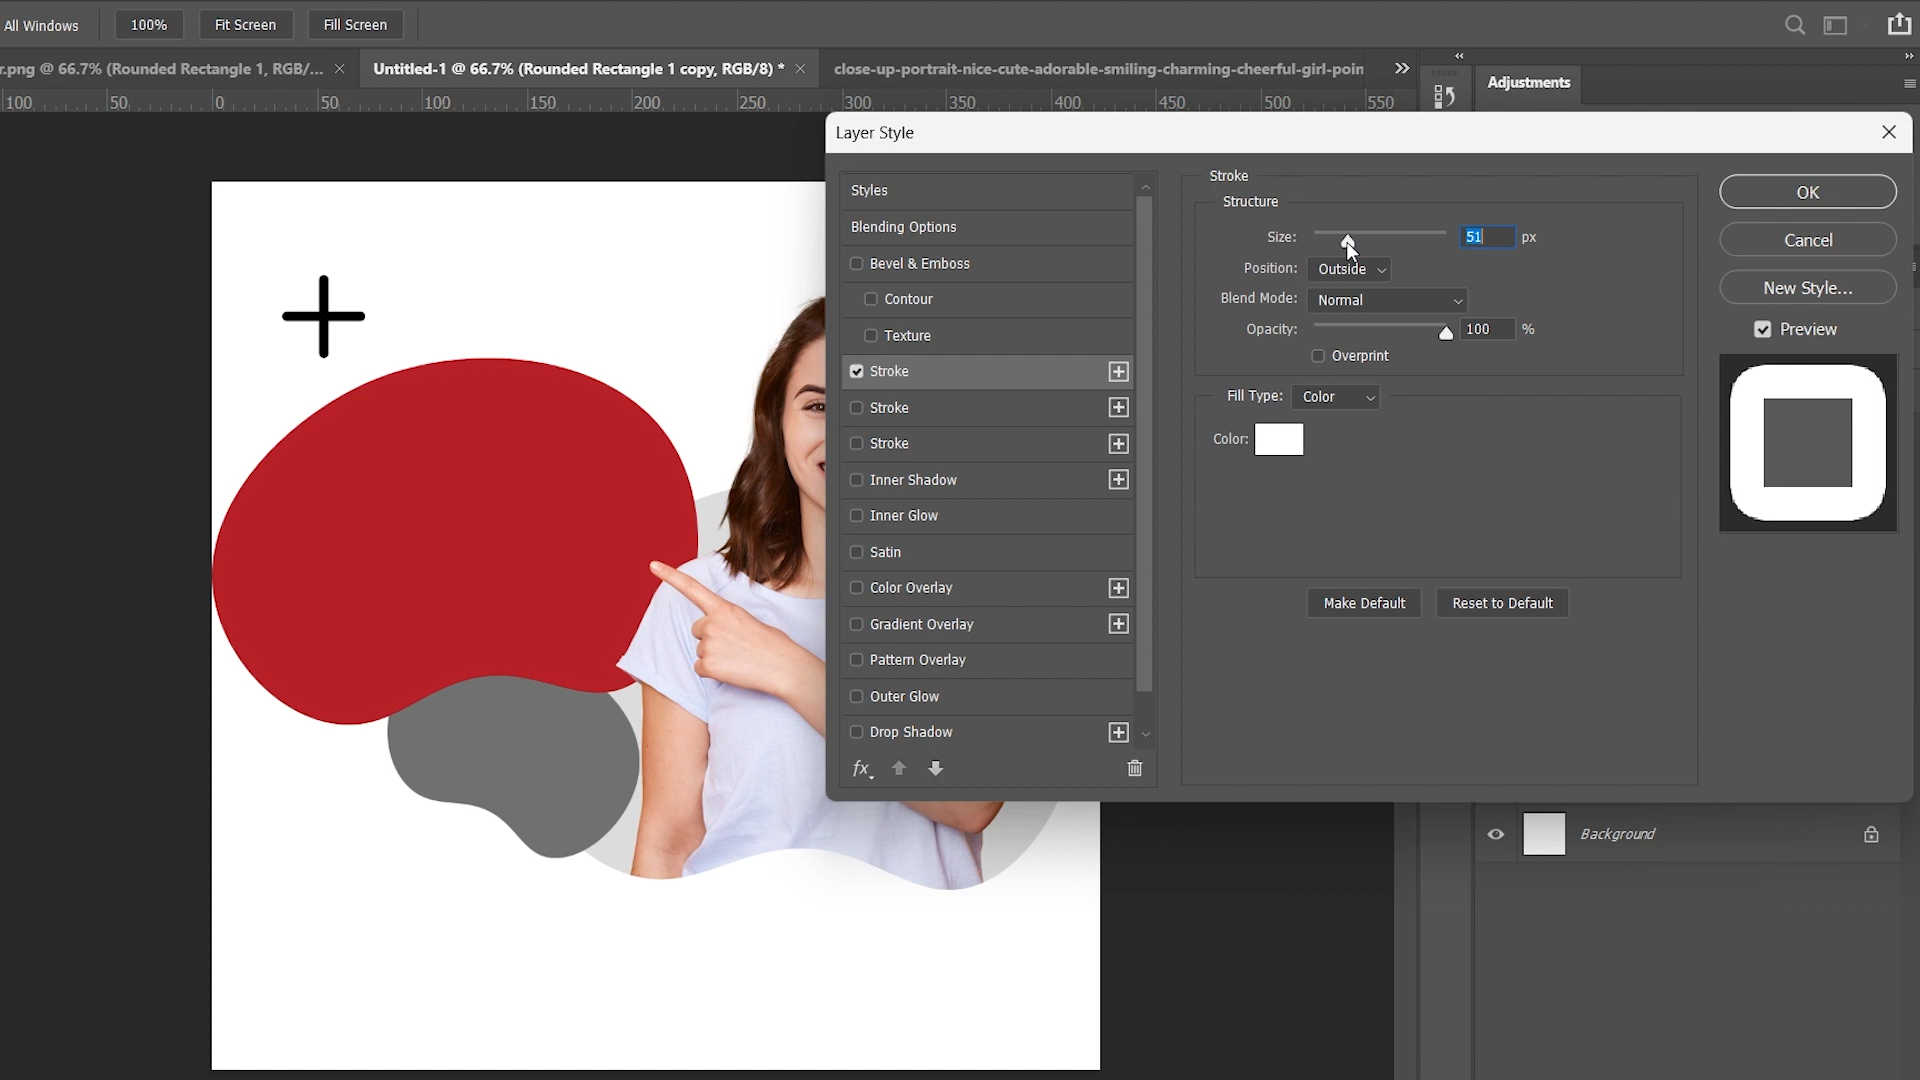 All Windows
100%
Fit Screen
Fill Screen
r.png @ 66.7% (Rounded Rectangle 1, RGB/...
Untitled-1 @ 66.7% (Rounded Rectangle 1 copy, RGB/8) *
close-up-portrait-nice-cute-adorable-smiling-charming-cheerful-girl-poin
100 50 0 50 100 150 200 250 300 350 400 450 500 550
Adjustments
Layer Style
Styles
Blending Options
Bevel & Emboss
Contour
Texture
Stroke
Stroke
Stroke
Inner Shadow
Inner Glow
Satin
Color Overlay
Gradient Overlay
Pattern Overlay
Outer Glow
Drop Shadow
fx
Stroke
Structure
Size: 51 px
Position: Outside
Blend Mode: Normal
Opacity: 100 %
Overprint
Fill Type: Color
Color:
Make Default
Reset to Default
OK
Cancel
New Style...
Preview
Background